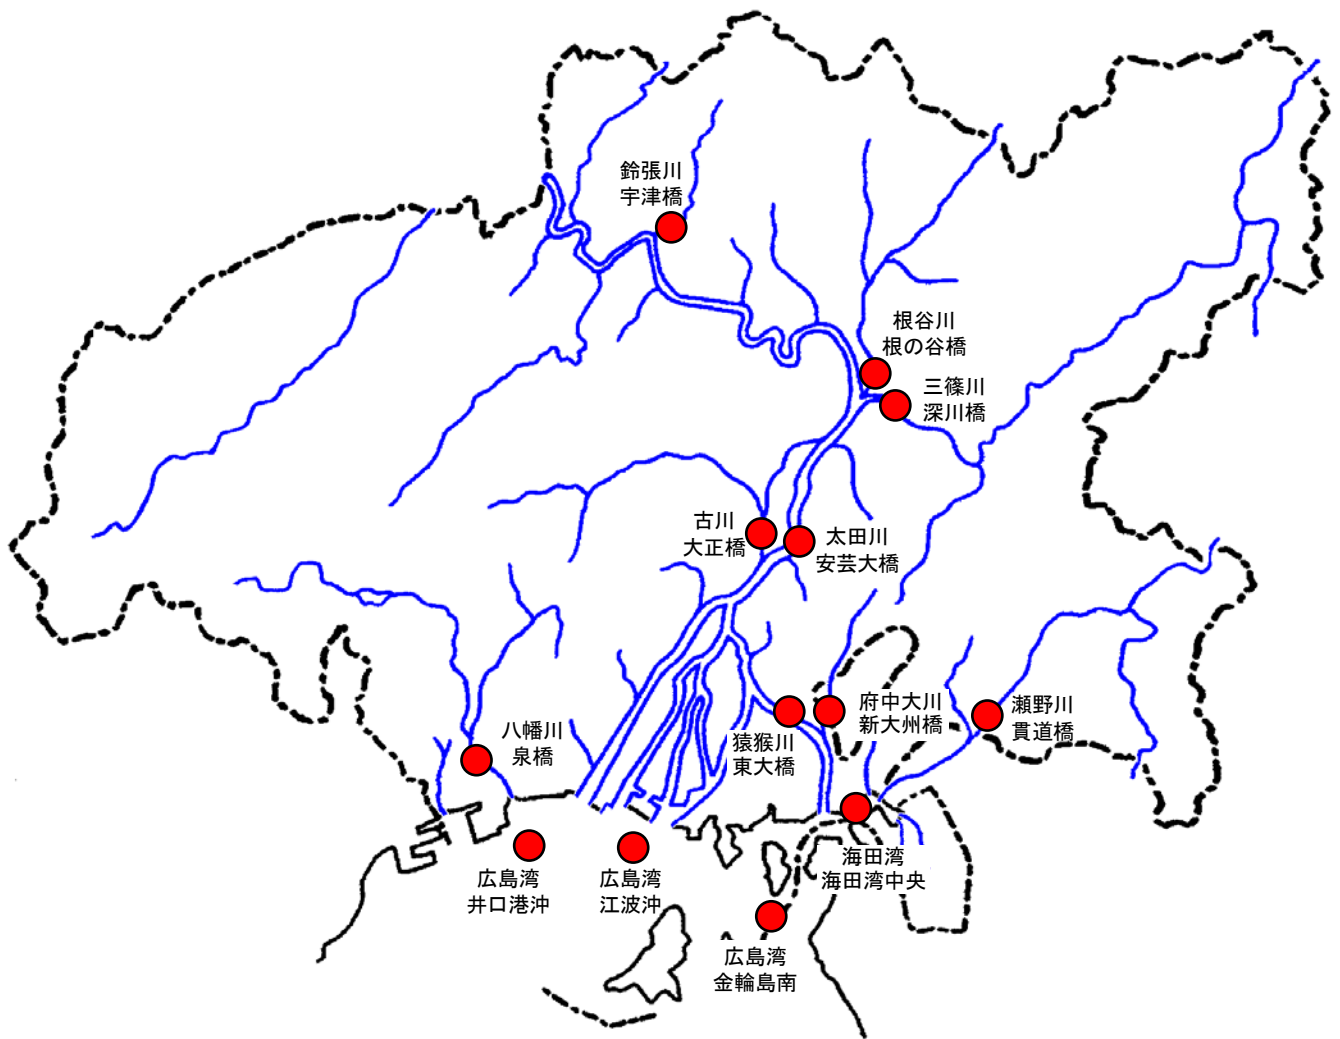 鈴張川
宇津橋
根谷川
根の谷橋
三篠川
深川橋
古川
大正橋
太田川
安芸大橋
府中大川
新大州橋
瀬野川
貫道橋
八幡川
泉橋
猿猴川
東大橋
海田湾
海田湾中央
広島湾
井口港沖
広島湾
江波沖
広島湾
金輪島南